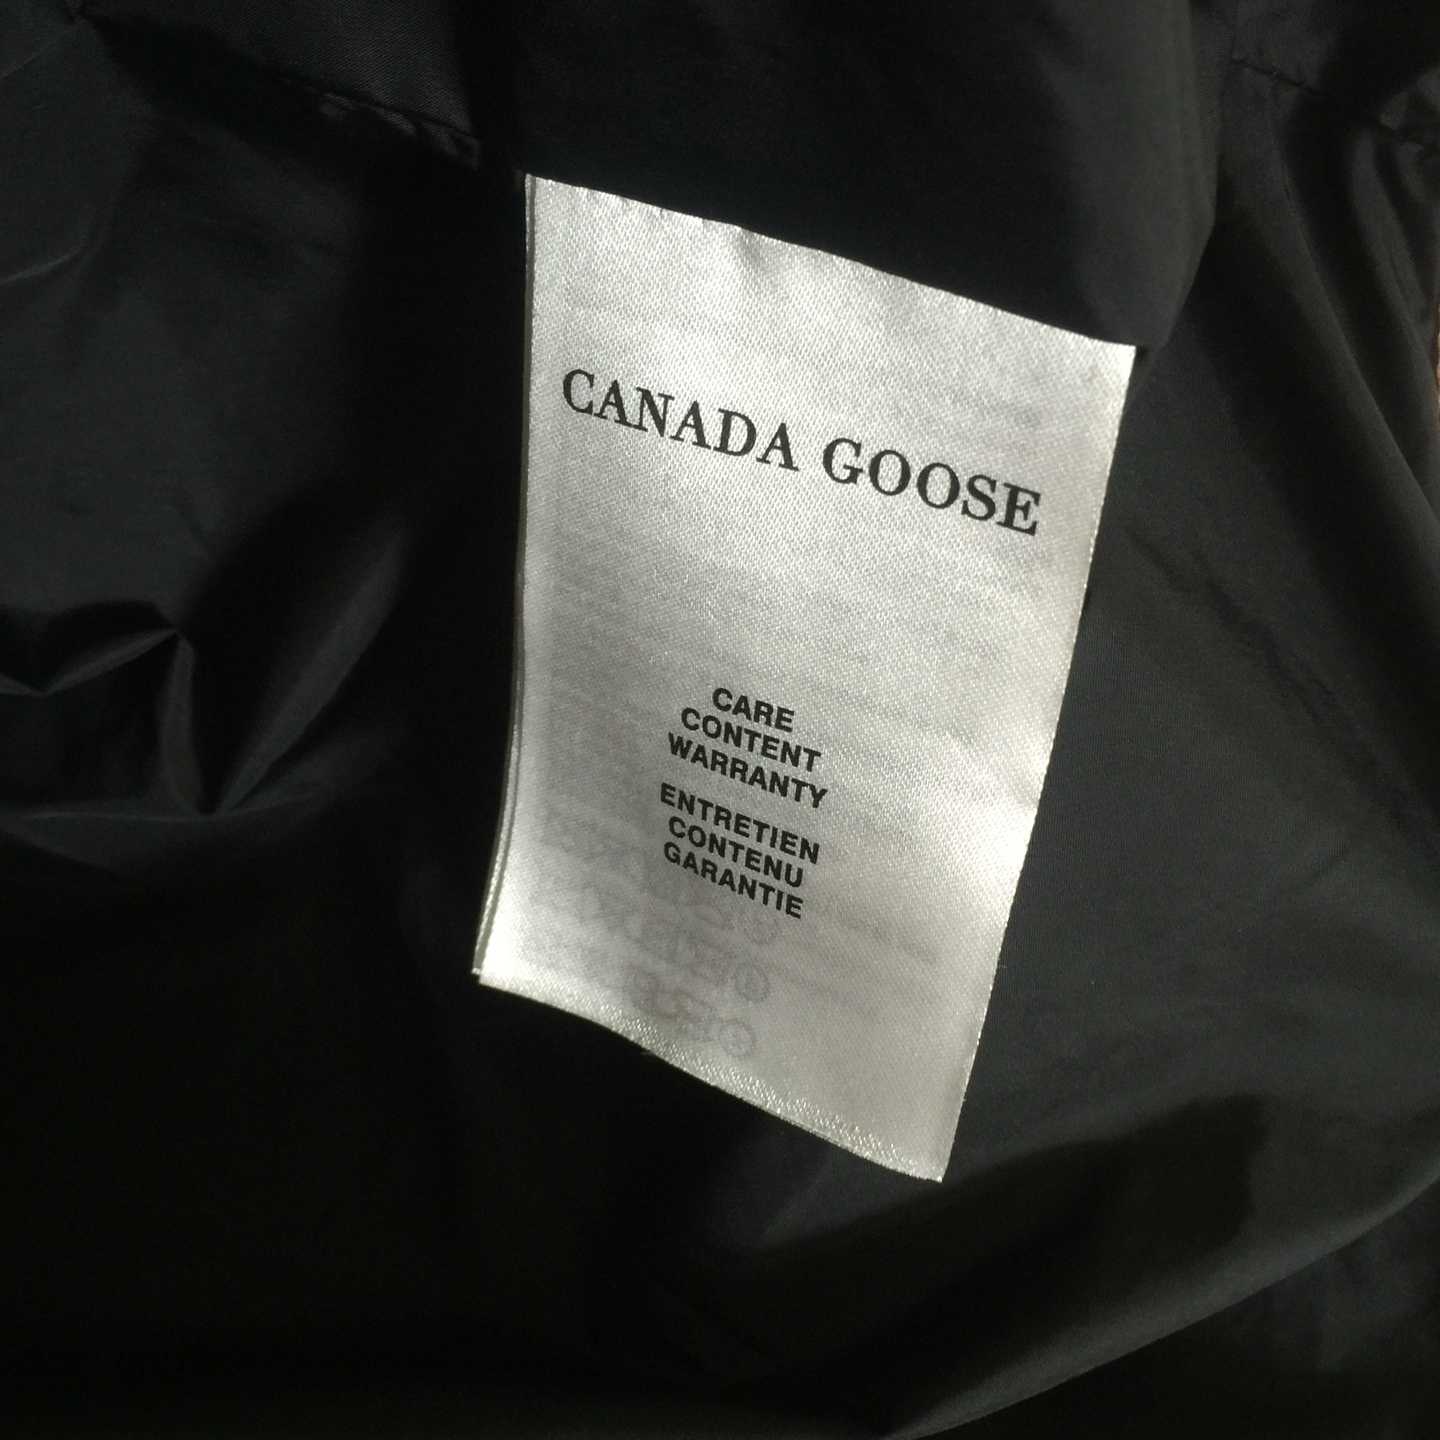 CANADA GOOSE
CARE
CONTENT
WARRANTY
ENTRETIEN
CONTENU
GARANTIE